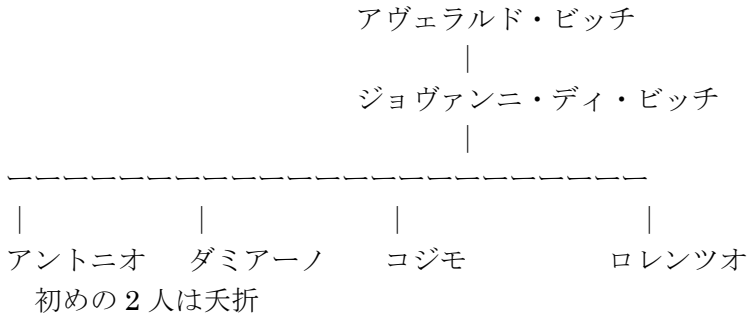 アヴェラルド・ビッチ
ジョヴァンニ・ディ・ビッチ
アントニオ ダミアーノ コジモ ロレンツオ
初めの 2 人は夭折